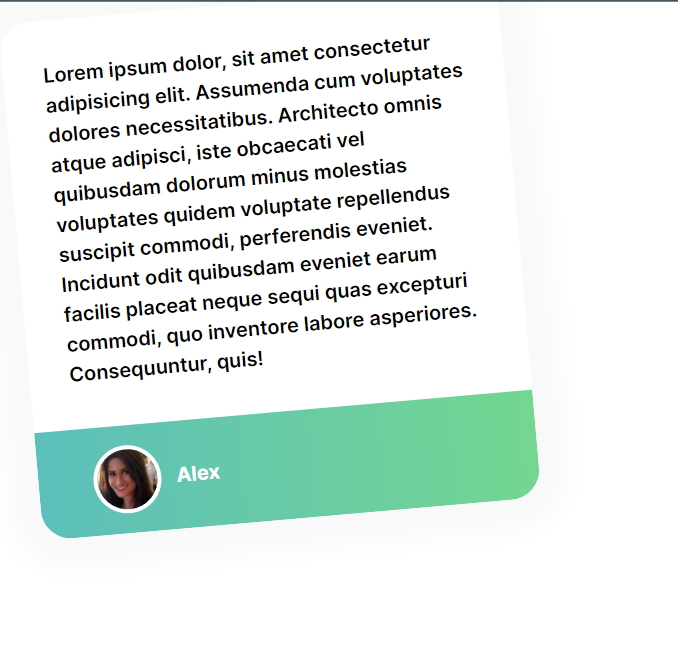 Lorem ipsum dolor, sit amet consectetur
adipisicing elit. Assumenda cum voluptates
dolores necessitatibus. Architecto omnis
atque adipisci, iste obcaecati vel
quibusdam dolorum minus molestias
voluptates quidem voluptate repellendus
suscipit commodi, perferendis eveniet.
Incidunt odit quibusdam eveniet earum
facilis placeat neque sequi quas excepturi
commodi, quo inventore labore asperiores.
Consequuntur, quis!
Alex